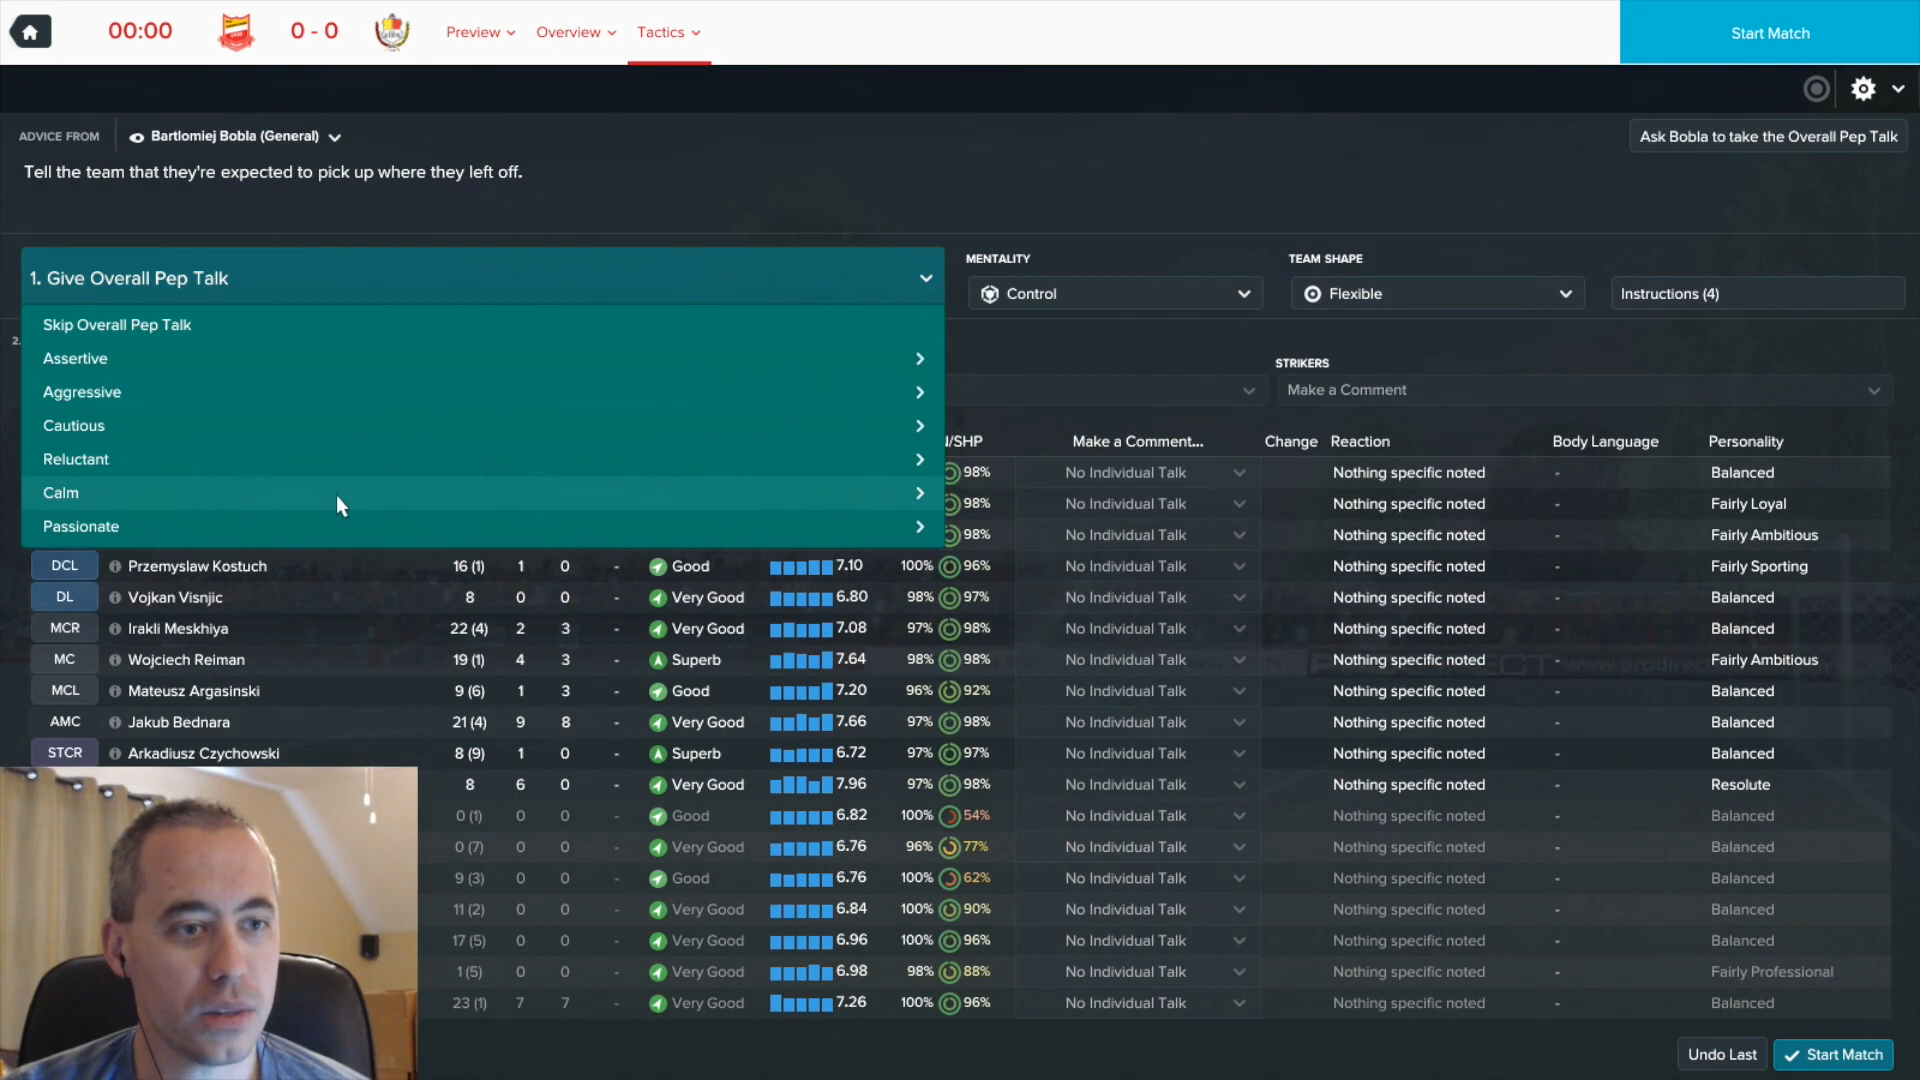 00:00 0 - 0 Preview Overview Tactics Start Match
ADVICE FROM Bartlomiej Bobla (General) Ask Bobla to take the Overall Pep Talk
Tell the team that they're expected to pick up where they left off.
1. Give Overall Pep Talk
MENTALITY TEAM SHAPE
Control Flexible Instructions (4)
Skip Overall Pep Talk
2.
Assertive
STRIKERS
Aggressive Make a Comment
Cautious
/SHP Make a Comment... Change Reaction Body Language Personality
Reluctant
98% No Individual Talk Nothing specific noted - Balanced
Calm 98% No Individual Talk Nothing specific noted - Fairly Loyal
Passionate 98% No Individual Talk Nothing specific noted - Fairly Ambitious
DCL Przemyslaw Kostuch 16 (1) 1 0 - Good 7.10 100% 96% No Individual Talk Nothing specific noted - Fairly Sporting
DL Vojkan Visnjic 8 0 0 - Very Good 6.80 98% 97% No Individual Talk Nothing specific noted - Balanced
MCR Irakli Meskhiya 22 (4) 2 3 - Very Good 7.08 97% 98% No Individual Talk Nothing specific noted - Balanced
MC Wojciech Reiman 19 (1) 4 3 - Superb 7.64 98% 98% No Individual Talk Nothing specific noted - Fairly Ambitious
MCL Mateusz Argasinski 9 (6) 1 3 - Good 7.20 96% 92% No Individual Talk Nothing specific noted - Balanced
AMC Jakub Bednara 21 (4) 9 8 - Very Good 7.66 97% 98% No Individual Talk Nothing specific noted - Balanced
STCR Arkadiusz Czychowski 8 (9) 1 0 - Superb 6.72 97% 97% No Individual Talk Nothing specific noted - Balanced
8 6 0 - Very Good 7.96 97% 98% No Individual Talk Nothing specific noted - Resolute
0 (1) 0 0 - Good 6.82 100% 54% No Individual Talk Nothing specific noted - Balanced
0 (7) 0 0 - Very Good 6.76 96% 77% No Individual Talk Nothing specific noted - Balanced
9 (3) 0 0 - Good 6.76 100% 62% No Individual Talk Nothing specific noted - Balanced
11 (2) 0 0 - Very Good 6.84 100% 90% No Individual Talk Nothing specific noted - Balanced
17 (5) 0 0 - Very Good 6.96 100% 96% No Individual Talk Nothing specific noted - Balanced
1 (5) 0 0 - Very Good 6.98 98% 88% No Individual Talk Nothing specific noted - Fairly Professional
23 (1) 7 7 - Very Good 7.26 100% 96% No Individual Talk Nothing specific noted - Balanced
Undo Last Start Match